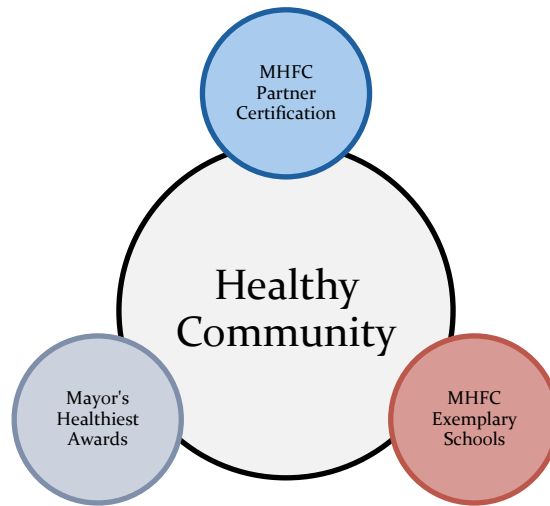 MHFC
Partner
Certification
Healthy
Community
Mayor's
Healthiest
Awards
MHFC
Exemplary
Schools